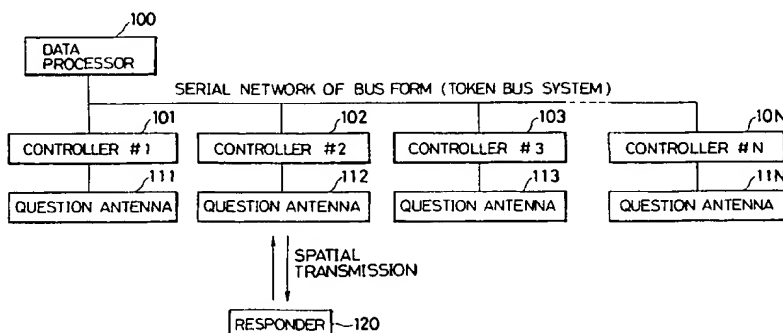 100
DATA
PROCESSOR
SERIAL NETWORK OF BUS FORM (TOKEN BUS SYSTEM)
101
102
103
10N
CONTROLLER #1
CONTROLLER #2
CONTROLLER #3
CONTROLLER #N
111
112
113
11N
QUESTION ANTENNA
QUESTION ANTENNA
QUESTION ANTENNA
QUESTION ANTENNA
SPATIAL
TRANSMISSION
RESPONDER
120